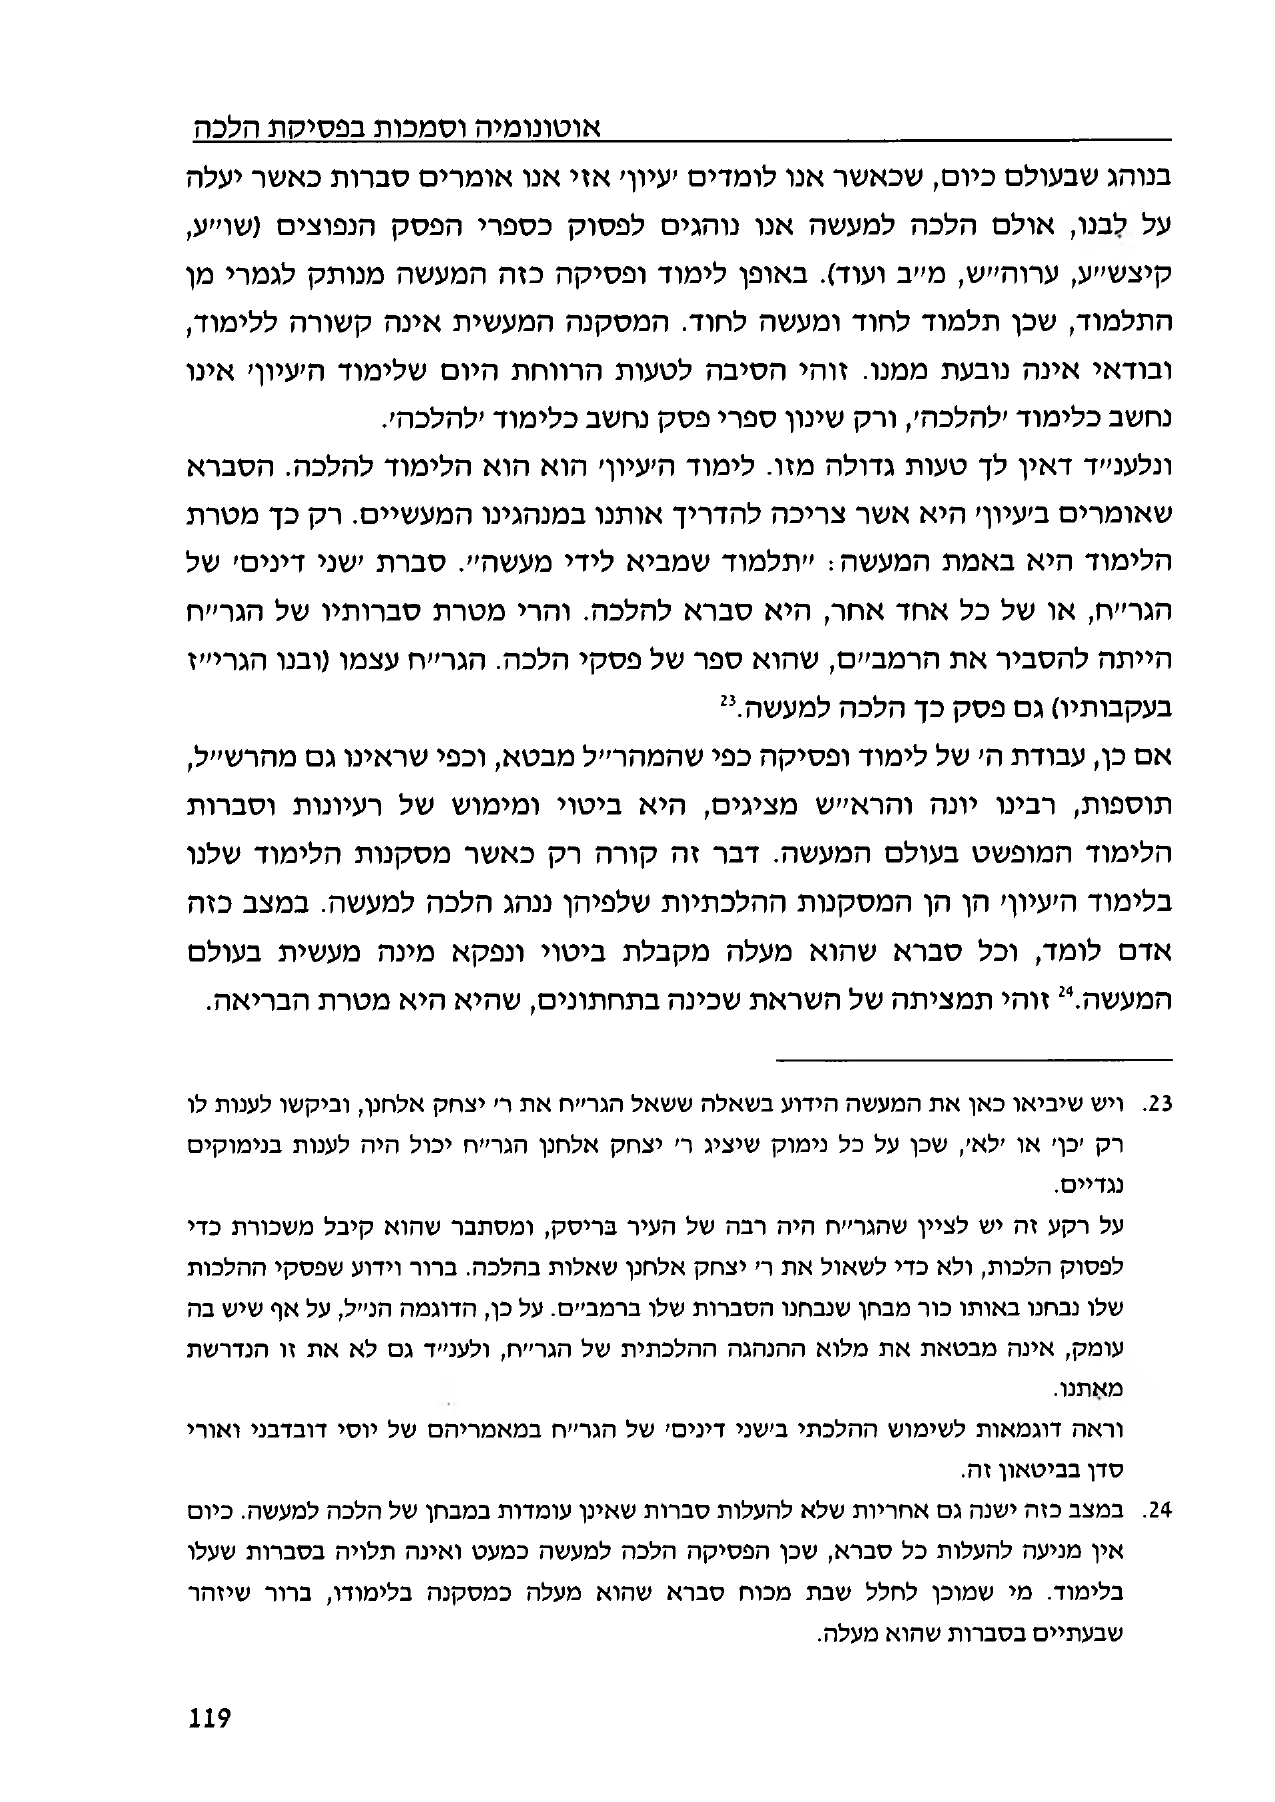 אוטונומיה וסמכות בפסיקת הלכה
בנוהג שבעולם כיום, שכאשר אנו לומדים 'עיון' אזי אנו אומרים סברות כאשר יעלה
על לבנו, אולם הלכה למעשה אנו נוהגים לפסוק כספרי הפסק הנפוצים (שו"ע,
קיצשו"ע, ערוה"ש, מ"ב ועוד). באופן לימוד ופסיקה כזה המעשה מנותק לגמרי מן
התלמוד, שכן תלמוד לחוד ומעשה לחוד. המסקנה המעשית אינה קשורה ללימוד,
ובודאי אינה נובעת ממנו. זוהי הסיבה לטעות הרווחת היום שלימוד ה'עיון' אינו
נחשב כלימוד 'להלכה', ורק שינון ספרי פסק נחשב כלימוד 'להלכה'.
ונלענ"ד דאין לך טעות גדולה מזו. לימוד ה'עיון' הוא הוא הלימוד להלכה. הסברא
שאומרים ב'עיון' היא אשר צריכה להדריך אותנו במנהגינו המעשיים. רק כך מטרת
הלימוד היא באמת המעשה: "תלמוד שמביא לידי מעשה". סברת 'שני דינים' של
הגר"ח, או של כל אחד אחר, היא סברא להלכה. והרי מטרת סברותיו של הגר"ח
הייתה להסביר את הרמב"ם, שהוא ספר של פסקי הלכה. הגר"ח עצמו (ובנו הגרי"ז
בעקבותיו) גם פסק כך הלכה למעשה.23
אם כן, עבודת ה' של לימוד ופסיקה כפי שהמהר"ל מבטא, וכפי שראינו גם מהרש"ל,
תוספות, רבינו יונה והרא"ש מציגים, היא ביטוי ומימוש של רעיונות וסברות
הלימוד המופשט בעולם המעשה. דבר זה קורה רק כאשר מסקנות הלימוד שלנו
בלימוד ה'עיון' הן הן המסקנות ההלכתיות שלפיהן ננהג הלכה למעשה. במצב כזה
אדם לומד, וכל סברא שהוא מעלה מקבלת ביטוי ונפקא מינה מעשית בעולם
המעשה.24 זוהי תמציתה של השראת שכינה בתחתונים, שהיא היא מטרת הבריאה.
23. ויש שיביאו כאן את המעשה הידוע בשאלה ששאל הגר"ח את ר' יצחק אלחנן, וביקשו לענות לו
רק 'כן' או 'לא', שכן על כל נימוק שיציג ר' יצחק אלחנן הגר"ח יכול היה לענות בנימוקים
נגדיים.
על רקע זה יש לציין שהגר"ח היה רבה של העיר בריסק, ומסתבר שהוא קיבל משכורת כדי
לפסוק הלכות, ולא כדי לשאול את ר' יצחק אלחנן שאלות בהלכה. ברור וידוע שפסקי ההלכות
שלו נבחנו באותו כור מבחן שנבחנו הסברות שלו ברמב"ם. על כן, הדוגמה הנ"ל, על אף שיש בה
עומק, אינה מבטאת את מלוא ההנהגה ההלכתית של הגר"ח, ולענ"ד גם לא את זו הנדרשת
מאתנו.
וראה דוגמאות לשימוש ההלכתי ב'שני דינים' של הגר"ח במאמריהם של יוסי דובדבני ואורי
סדן בביטאון זה.
24. במצב כזה ישנה גם אחריות שלא להעלות סברות שאינן עומדות במבחן של הלכה למעשה. כיום
אין מניעה להעלות כל סברא, שכן הפסיקה הלכה למעשה כמעט ואינה תלויה בסברות שעלו
בלימוד. מי שמוכן לחלל שבת מכוח סברא שהוא מעלה כמסקנה בלימודו, ברור שיזהר
שבעתיים בסברות שהוא מעלה.
119